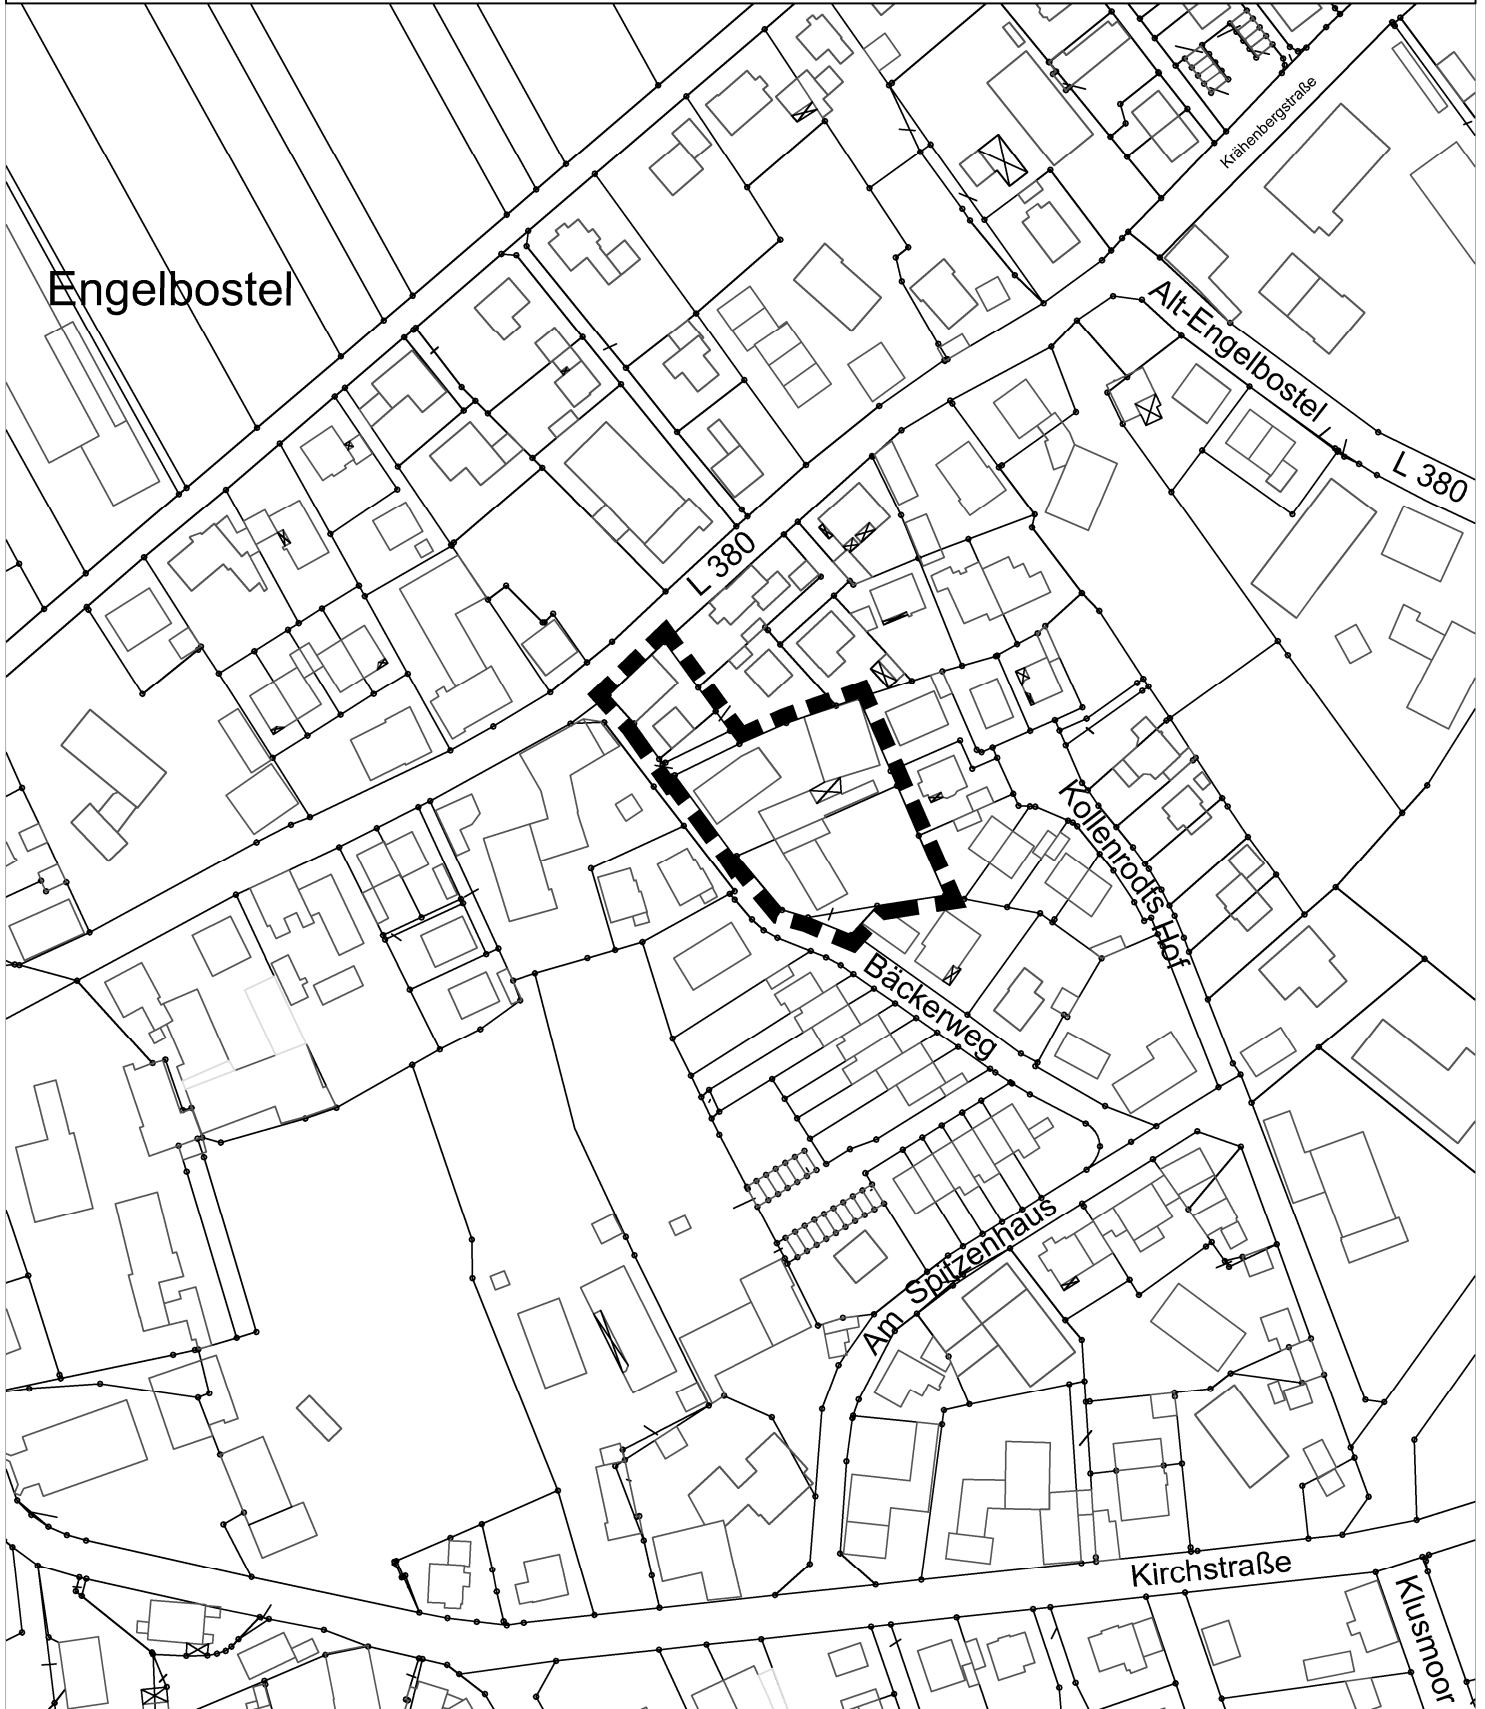 Krähenbergstraße
Engelbostel
Alt-Engelbostel
L 380
L 380
Kollenrodts Hof
Bäckerweg
Am Spitzenhaus
Kirchstraße
Klusmoor